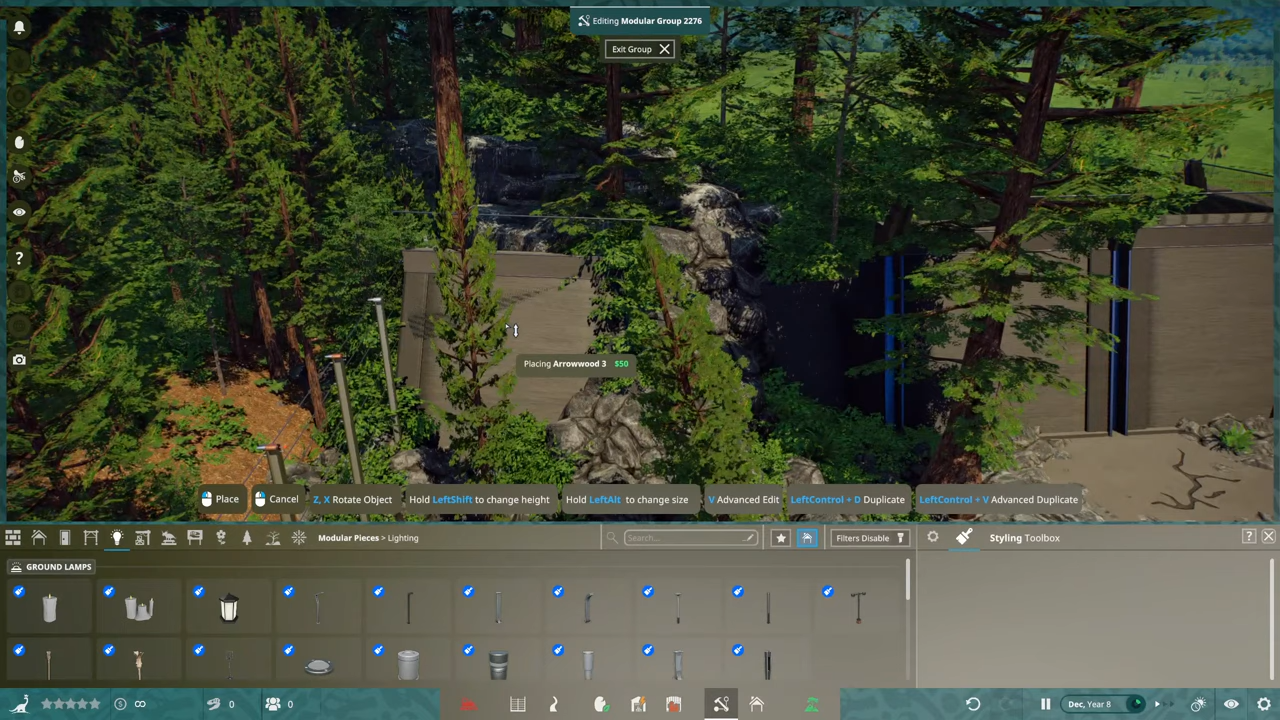 Editing Modular Group 2276
Exit Group
Placing Arrowwood 3 $50
Place
Cancel
Z, X Rotate Object
Hold LeftShift to change height
Hold LeftAlt to change size
V Advanced Edit
LeftControl + D Duplicate
LeftControl + V Advanced Duplicate
Modular Pieces > Lighting
Search...
Filters Disable
Styling Toolbox
?
GROUND LAMPS
0
0
Dec, Year 8